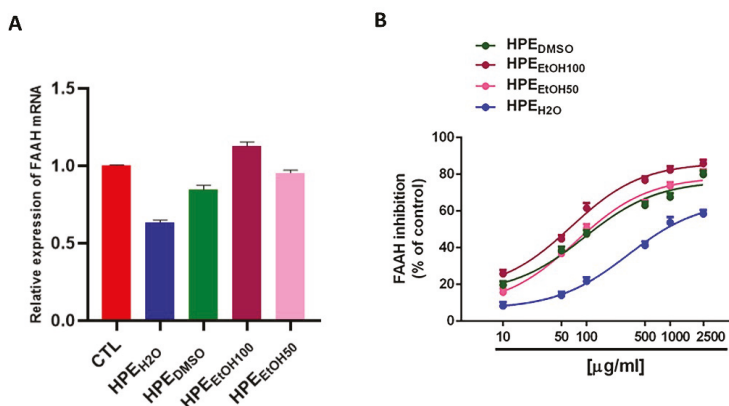 A
Relative expression of FAAH mRNA
1.5
1.0
0.5
0.0
CTL
HPEH2O
HPEDMSO
HPEEtOH100
HPEEtOH50
B
HPEDMSO
HPEEtOH100
HPEEtOH50
HPEH2O
FAAH inhibition
(% of control)
100
80
60
40
20
0
10
50
100
500
1000
2500
[µg/ml]